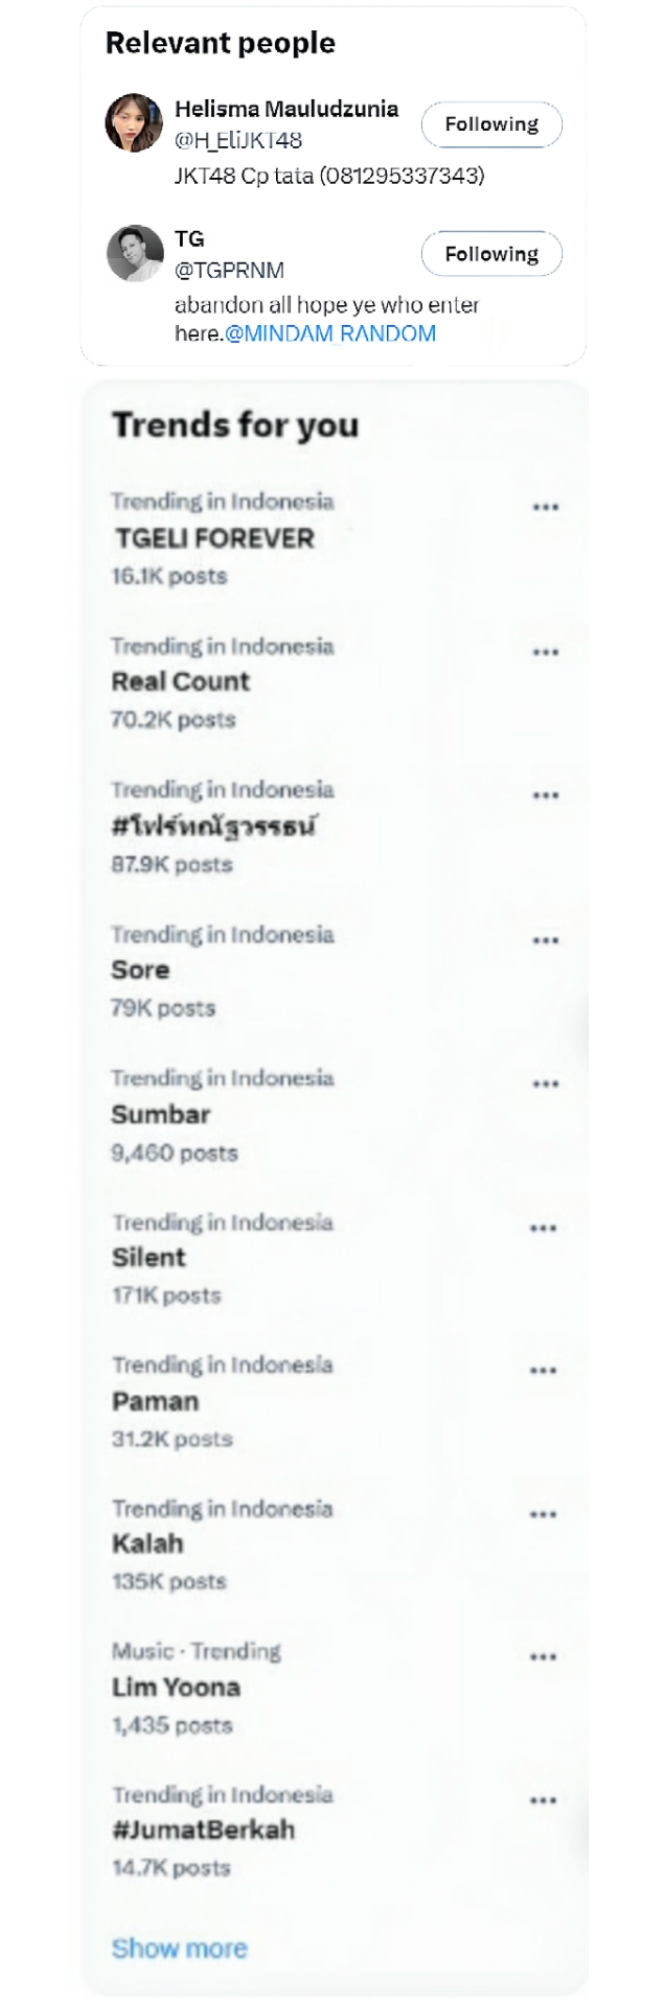 Relevant people
Helisma Mauludzunia
Following
@H_EliJKT48
JKT48 Cp tata (081295337343)
TG
Following
@TGPRNM
abandon all hope ye who enter
here.@MINDAM_RANDOM
Trends for you
Trending in Indonesia
TGELI FOREVER
16.1K posts
Trending in Indonesia
Real Count
70.2K posts
Trending in Indonesia
#โฟร์ทณัฐวรรธน์
87.9K posts
Trending in Indonesia
Sore
79K posts
Trending in Indonesia
Sumbar
9,460 posts
Trending in Indonesia
Silent
171K posts
Trending in Indonesia
Paman
31.2K posts
Trending in Indonesia
Kalah
135K posts
Music · Trending
Lim Yoona
1,435 posts
Trending in Indonesia
#JumatBerkah
14.7K posts
Show more